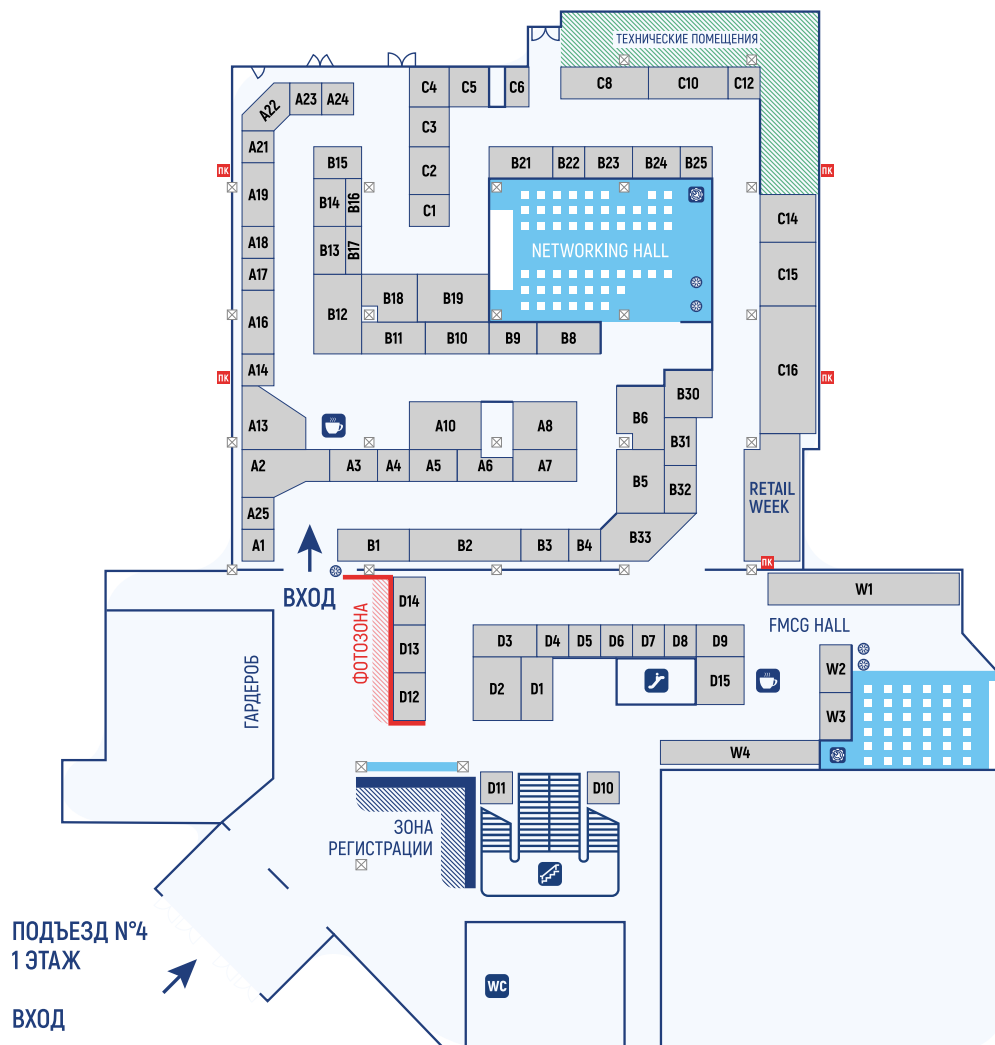 ТЕХНИЧЕСКИЕ ПОМЕЩЕНИЯ
C4
C5
C6
C8
C10
C12
A22
A23
A24
C3
A21
B15
C2
B21
B22
B23
B24
B25
ПК
ПК
A19
B14
B16
C1
C14
A18
B13
B17
NETWORKING HALL
C15
A17
A16
B12
B18
B19
B11
B10
B9
B8
C16
A14
ПК
ПК
A13
A10
A8
B6
B30
B31
A2
A3
A4
A5
A6
A7
B5
B32
RETAIL
WEEK
A25
A1
B1
B2
B3
B4
B33
ПК
ВХОД
W1
ФОТОЗОНА
D14
D13
D12
D3
D4
D5
D6
D7
D8
D9
FMCG HALL
ГАРДЕРОБ
D2
D1
D15
W2
W3
W4
D11
D10
ЗОНА
РЕГИСТРАЦИИ
ПОДЪЕЗД N°4
1 ЭТАЖ
ВХОД
WC